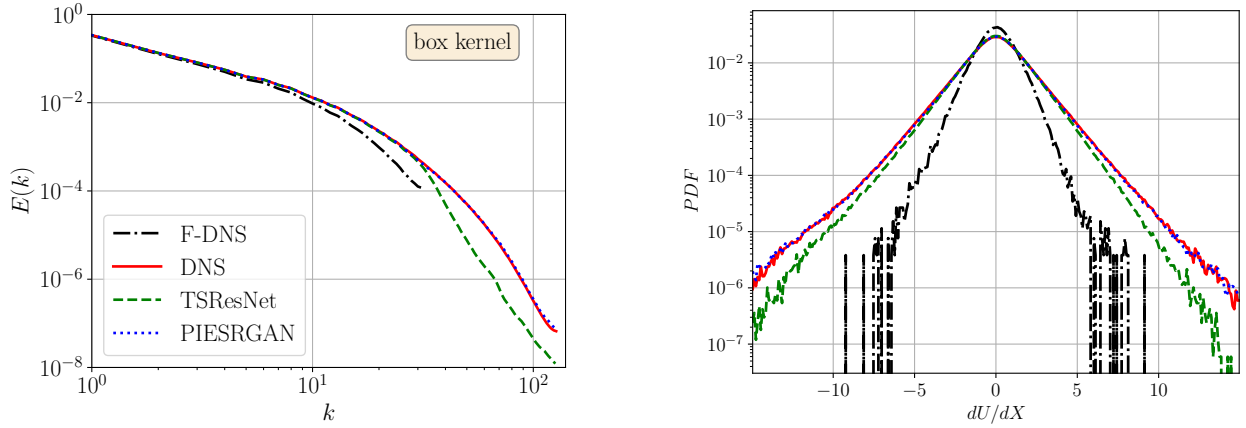 10^0
10^-2
10^-4
10^-6
10^-8
E(k)
box kernel
F-DNS
DNS
TSResNet
PIESRGAN
10^0
10^1
10^2
k
10^-2
10^-3
10^-4
10^-5
10^-6
10^-7
PDF
−10
−5
0
5
10
dU/dX